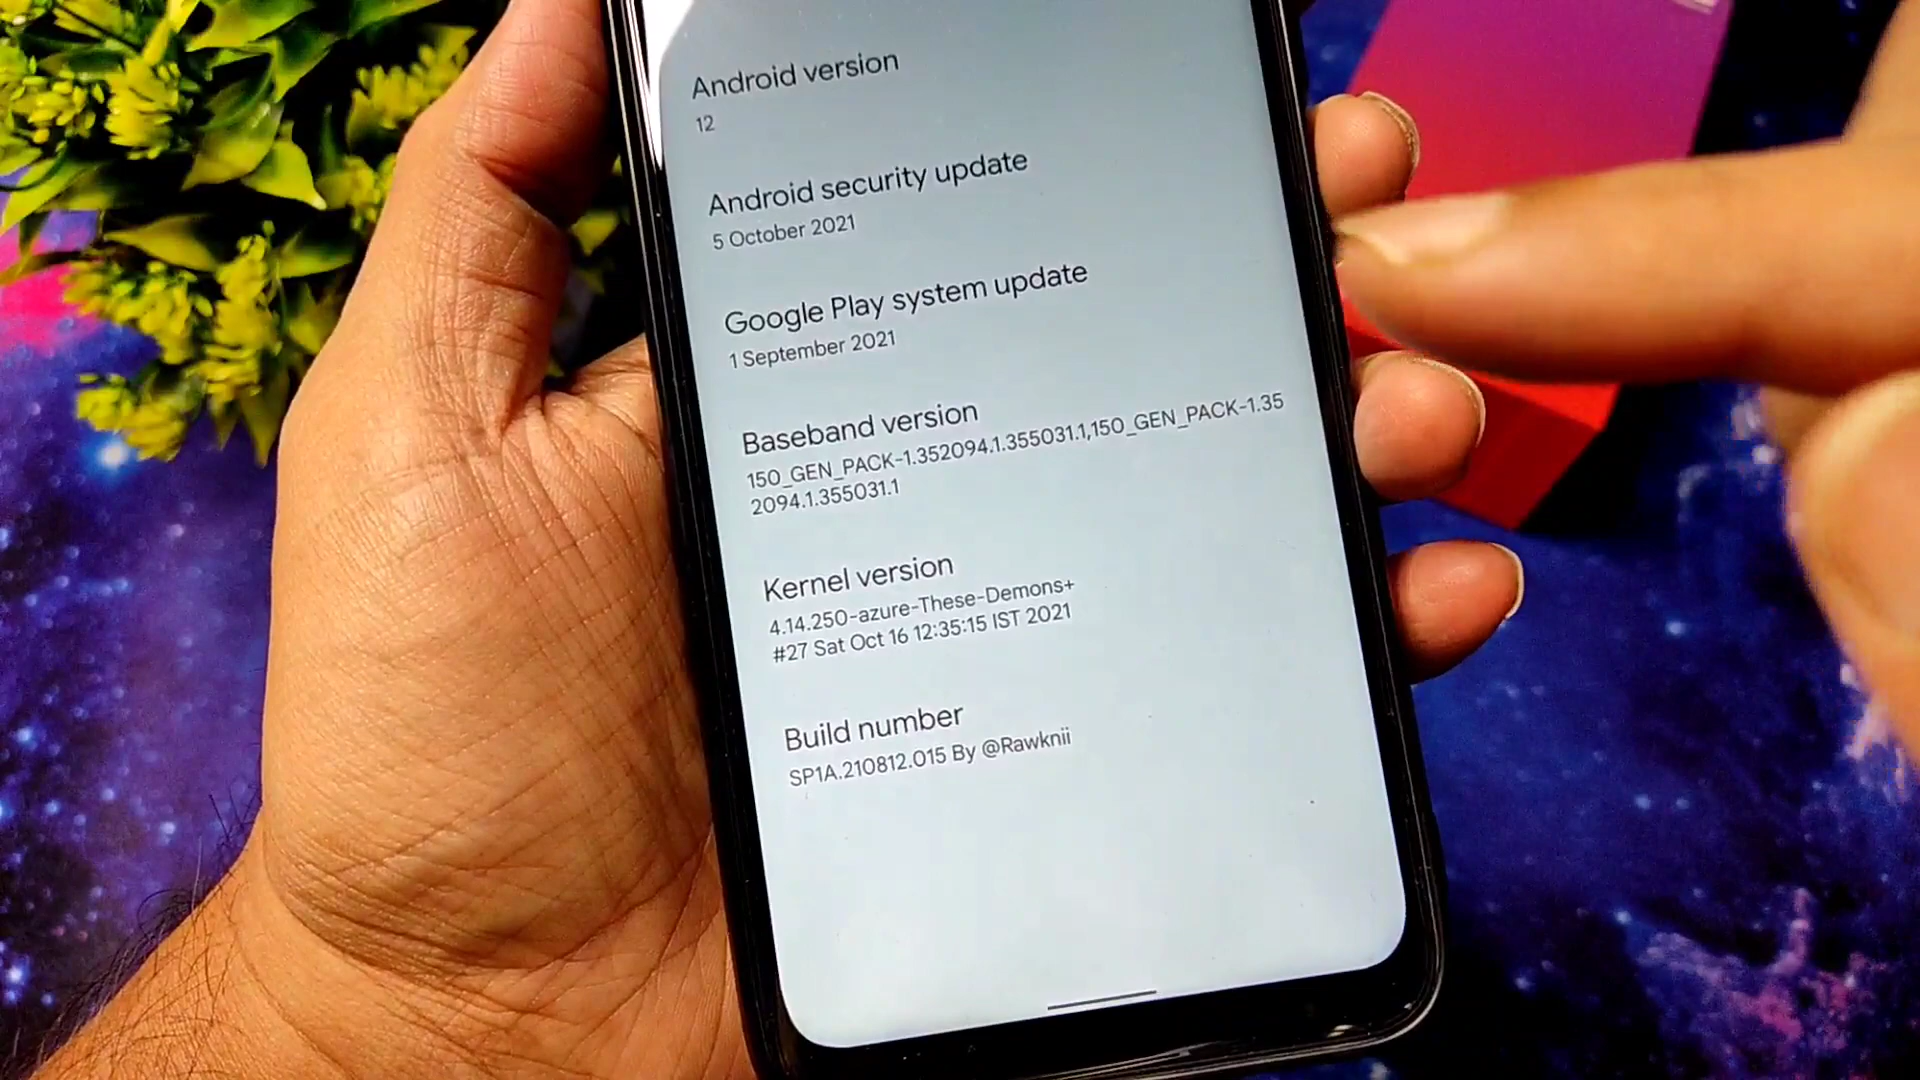 Android version
12
Android security update
5 October 2021
Google Play system update
1 September 2021
Baseband version
150_GEN_PACK-1.352094.1.355031.1,150_GEN_PACK-1.35
2094.1.355031.1
Kernel version
4.14.250-azure-These-Demons+
#27 Sat Oct 16 12:35:15 IST 2021
Build number
SP1A.210812.015 By @Rawknii